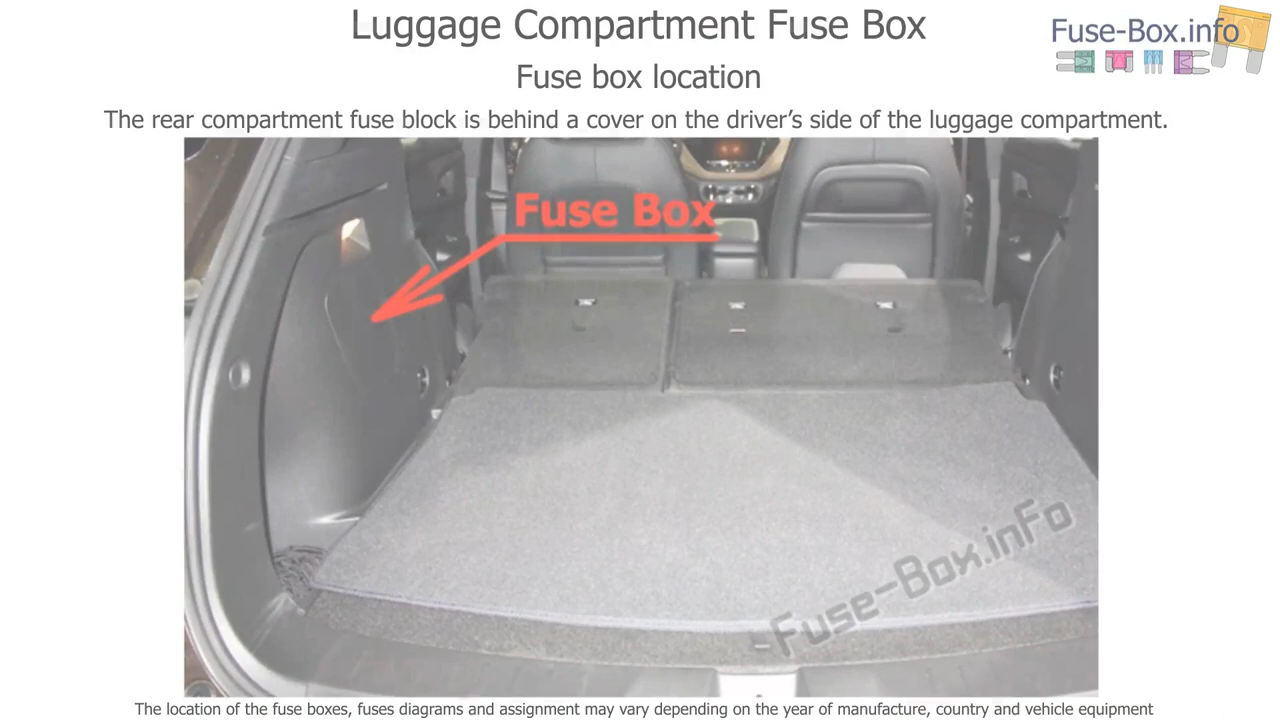 Luggage Compartment Fuse Box
Fuse-Box.info
Fuse box location
The rear compartment fuse block is behind a cover on the driver’s side of the luggage compartment.
Fuse Box
Fuse-Box.inFo
The location of the fuse boxes, fuses diagrams and assignment may vary depending on the year of manufacture, country and vehicle equipment